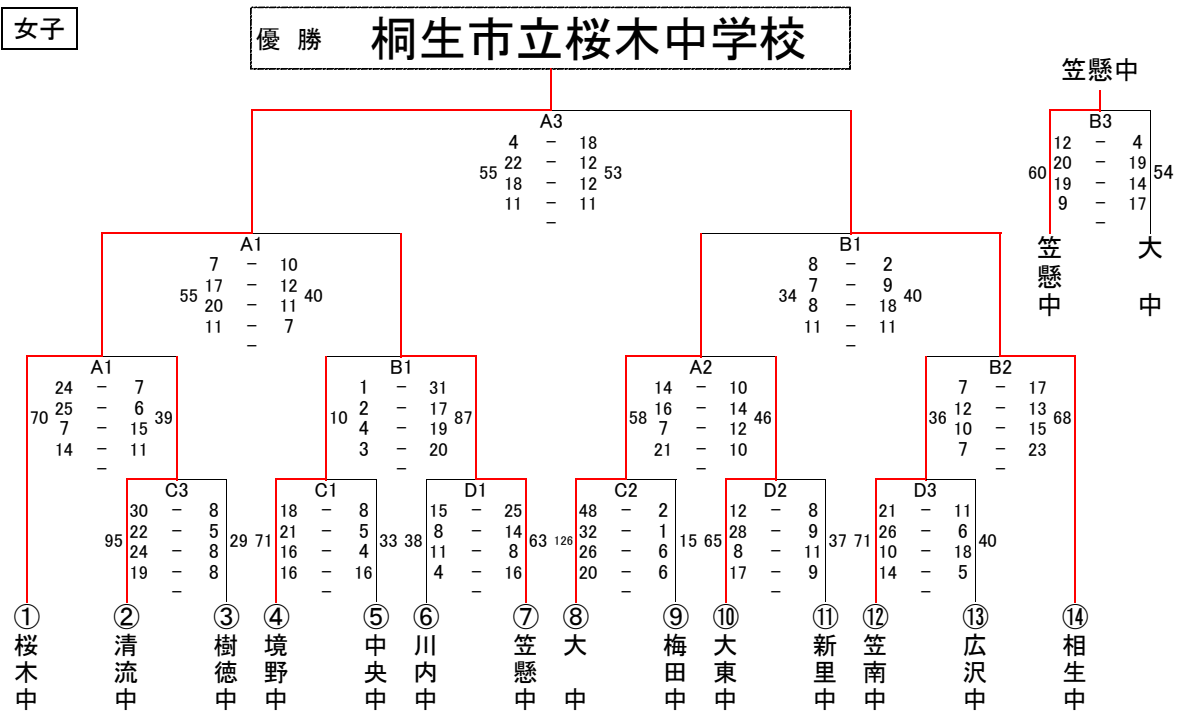 女子
優 勝 桐生市立桜木中学校
笠懸中
A3
4 - 18
22 - 12
55 53
18 - 12
11 - 11
-
B3
12 - 4
20 - 19
60 54
19 - 14
9 - 17
-
笠懸中
大 中
A1
7 - 10
17 - 12
55 40
20 - 11
11 - 7
-
B1
8 - 2
7 - 9
34 40
8 - 18
11 - 11
-
A1
24 - 7
25 - 6
70 39
7 - 15
14 - 11
-
B1
1 - 31
2 - 17
10 87
4 - 19
3 - 20
-
A2
14 - 10
16 - 14
58 46
7 - 12
21 - 10
-
B2
7 - 17
12 - 13
36 68
10 - 15
7 - 23
-
C3
30 - 8
22 - 5
95 29
24 - 8
19 - 8
-
C1
18 - 8
21 - 5
71 33
16 - 4
16 - 16
-
D1
15 - 25
8 - 14
38 63
11 - 8
4 - 16
-
C2
48 - 2
32 - 1
126 15
26 - 6
20 - 6
-
D2
12 - 8
28 - 9
65 37
8 - 11
17 - 9
-
D3
21 - 11
26 - 6
71 40
10 - 18
14 - 5
-
① 桜木中
② 清流中
③ 樹徳中
④ 境野中
⑤ 中央中
⑥ 川内中
⑦ 笠懸中
⑧ 大 中
⑨ 梅田中
⑩ 大東中
⑪ 新里中
⑫ 笠南中
⑬ 広沢中
⑭ 相生中